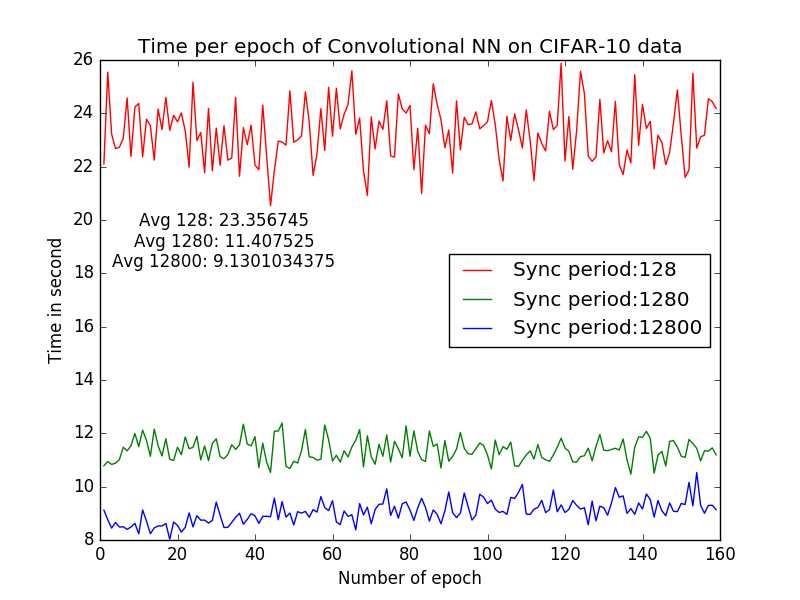 Time per epoch of Convolutional NN on CIFAR-10 data
26
24
22
20
18
16
14
12
10
8
Time in second
Avg 128: 23.356745
Avg 1280: 11.407525
Avg 12800: 9.1301034375
Sync period:128
Sync period:1280
Sync period:12800
0 20 40 60 80 100 120 140 160
Number of epoch